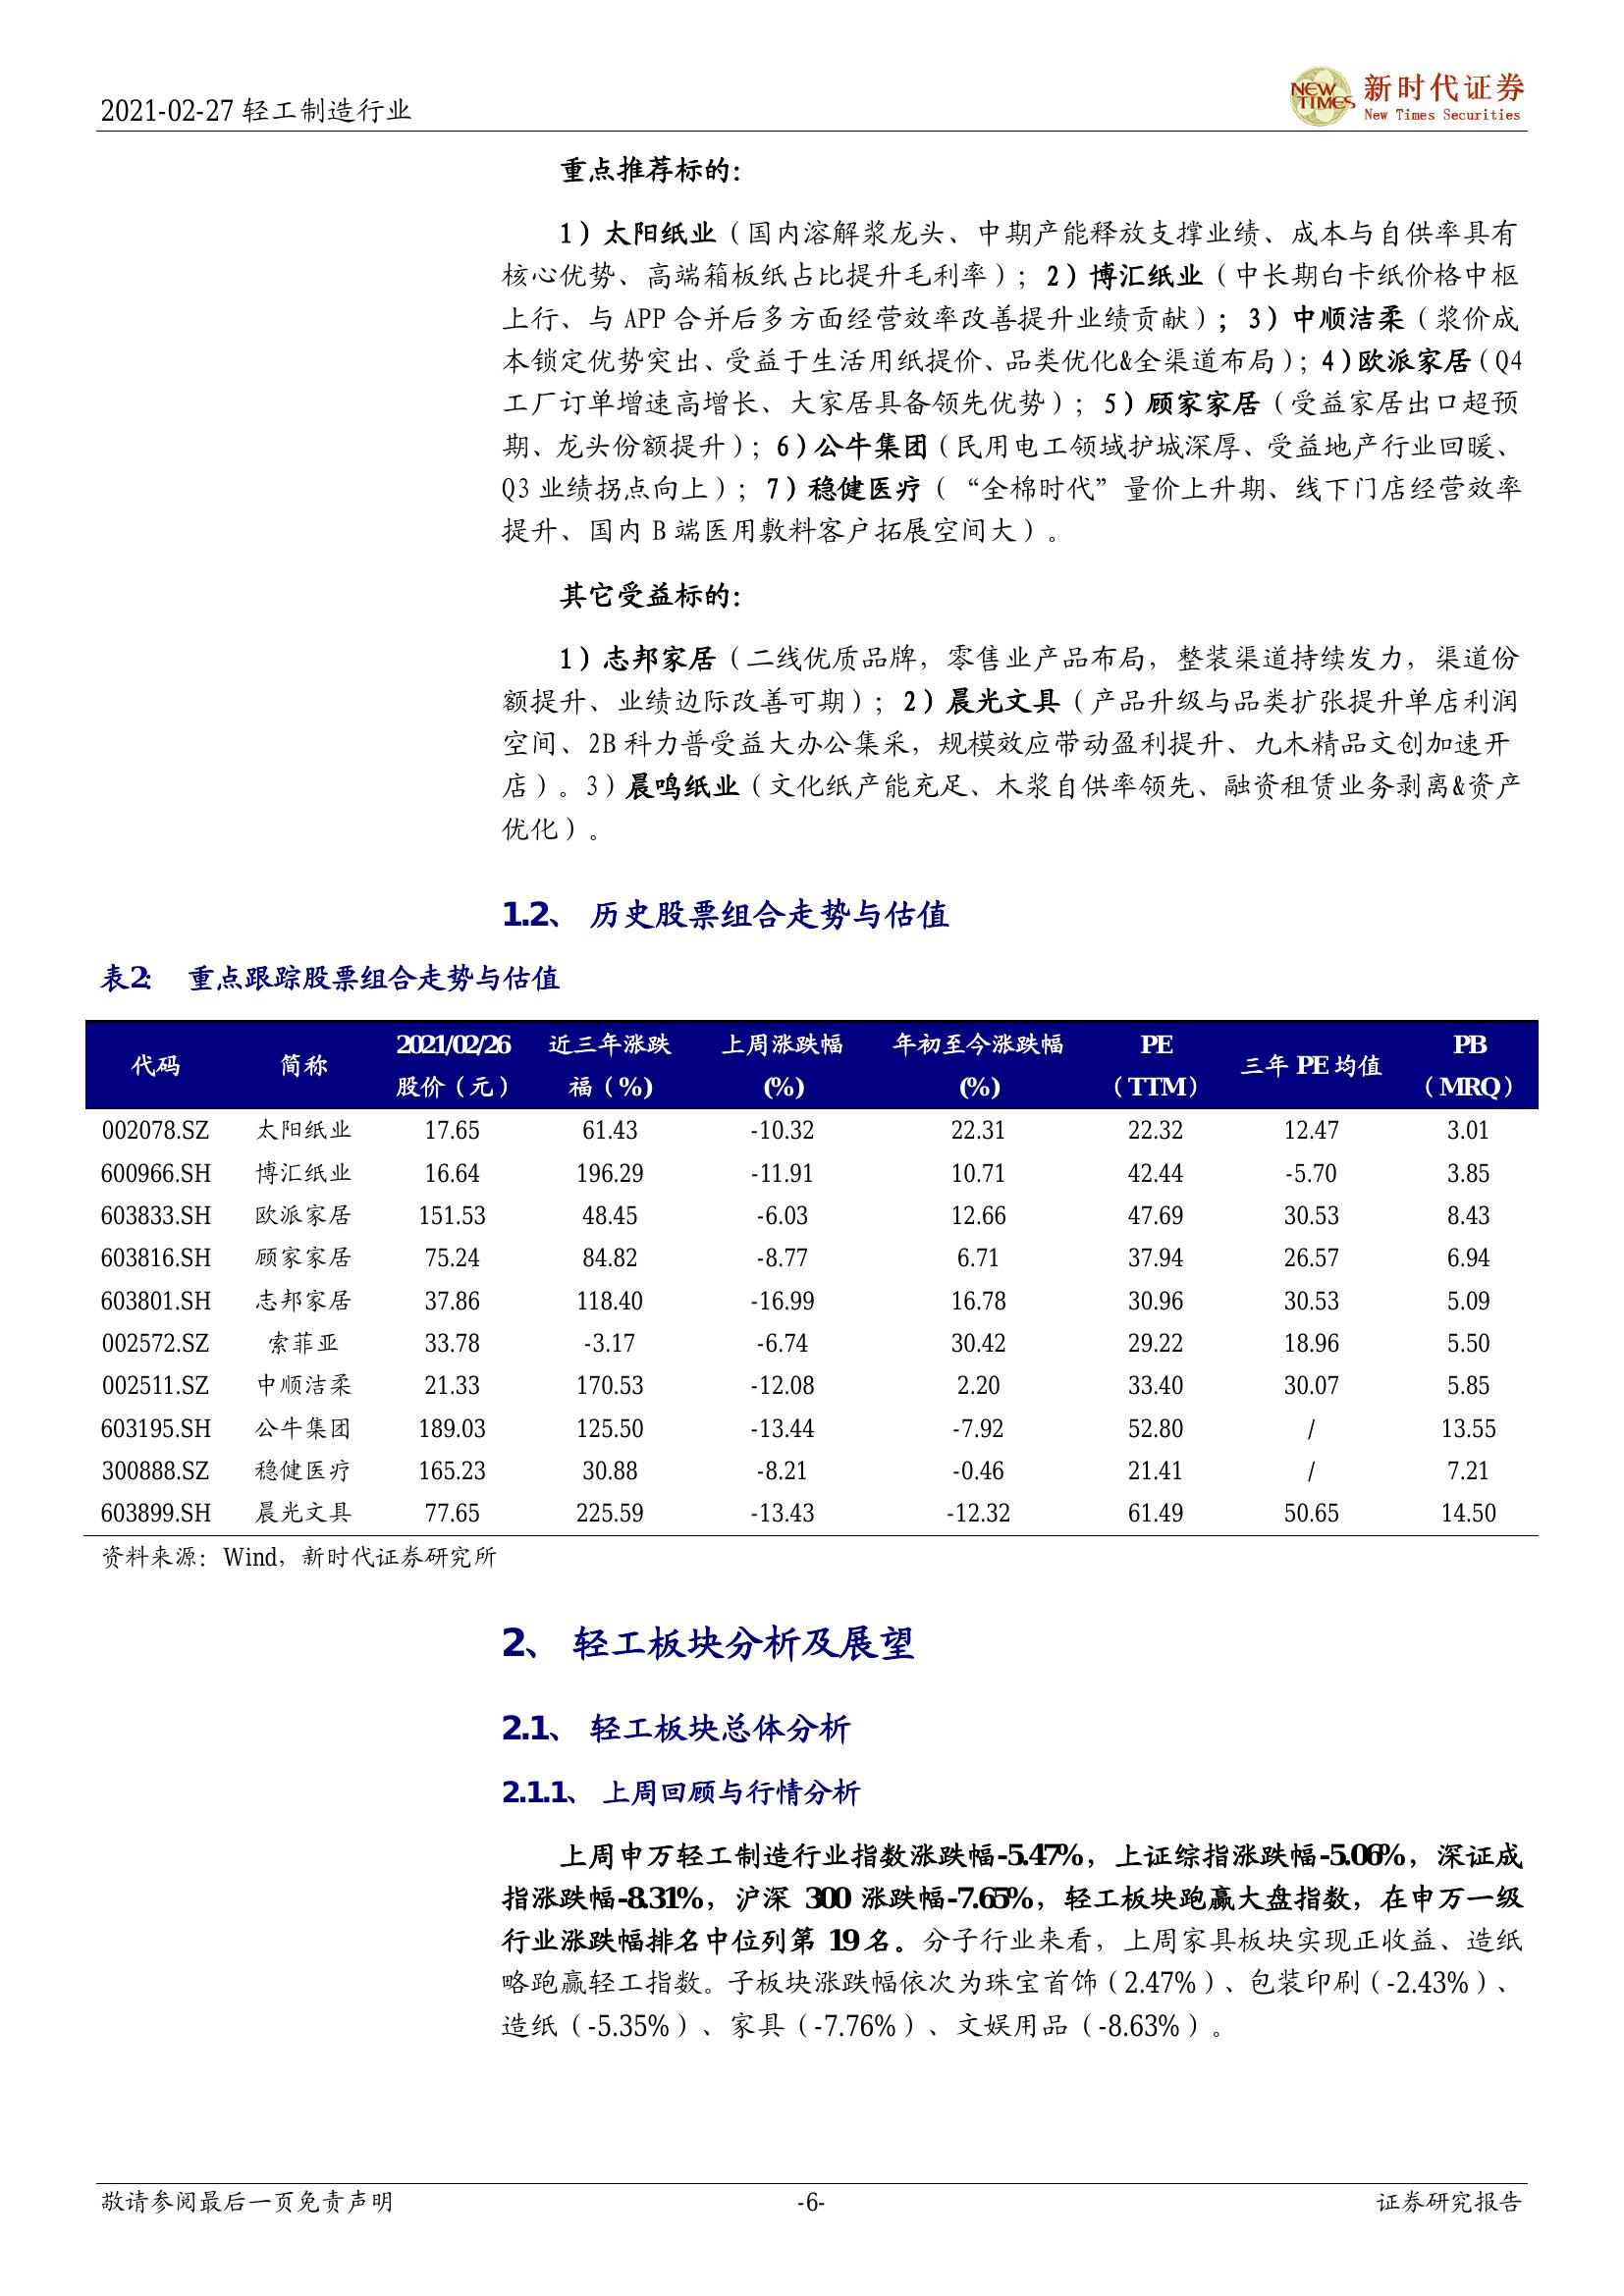 2021-02-27 轻工制造行业
NEW TIMES 新时代证券
New Times Securities
重点推荐标的：
1）太阳纸业（国内溶解浆龙头、中期产能释放支撑业绩、成本与自供率具有
核心优势、高端箱板纸占比提升毛利率）；2）博汇纸业（中长期白卡纸价格中枢
上行、与 APP 合并后多方面经营效率改善提升业绩贡献）；3）中顺洁柔（浆价成
本锁定优势突出、受益于生活用纸提价、品类优化&全渠道布局）；4）欧派家居（Q4
工厂订单增速高增长、大家居具备领先优势）；5）顾家家居（受益家居出口超预
期、龙头份额提升）；6）公牛集团（民用电工领域护城深厚、受益地产行业回暖、
Q3 业绩拐点向上）；7）稳健医疗（“全棉时代”量价上升期、线下门店经营效率
提升、国内 B 端医用敷料客户拓展空间大）。
其它受益标的：
1）志邦家居（二线优质品牌，零售业产品布局，整装渠道持续发力，渠道份
额提升、业绩边际改善可期）；2）晨光文具（产品升级与品类扩张提升单店利润
空间、2B 科力普受益大办公集采，规模效应带动盈利提升、九木精品文创加速开
店）。3）晨鸣纸业（文化纸产能充足、木浆自供率领先、融资租赁业务剥离&资产
优化）。
1.2、 历史股票组合走势与估值
表2： 重点跟踪股票组合走势与估值
代码 简称 2021/02/26 股价（元） 近三年涨跌福（%） 上周涨跌幅(%) 年初至今涨跌幅(%) PE（TTM） 三年 PE 均值 PB（MRQ）
002078.SZ 太阳纸业 17.65 61.43 -10.32 22.31 22.32 12.47 3.01
600966.SH 博汇纸业 16.64 196.29 -11.91 10.71 42.44 -5.70 3.85
603833.SH 欧派家居 151.53 48.45 -6.03 12.66 47.69 30.53 8.43
603816.SH 顾家家居 75.24 84.82 -8.77 6.71 37.94 26.57 6.94
603801.SH 志邦家居 37.86 118.40 -16.99 16.78 30.96 30.53 5.09
002572.SZ 索菲亚 33.78 -3.17 -6.74 30.42 29.22 18.96 5.50
002511.SZ 中顺洁柔 21.33 170.53 -12.08 2.20 33.40 30.07 5.85
603195.SH 公牛集团 189.03 125.50 -13.44 -7.92 52.80 / 13.55
300888.SZ 稳健医疗 165.23 30.88 -8.21 -0.46 21.41 / 7.21
603899.SH 晨光文具 77.65 225.59 -13.43 -12.32 61.49 50.65 14.50
资料来源：Wind，新时代证券研究所
2、 轻工板块分析及展望
2.1、 轻工板块总体分析
2.1.1、 上周回顾与行情分析
上周申万轻工制造行业指数涨跌幅-5.47%，上证综指涨跌幅-5.06%，深证成
指涨跌幅-8.31%，沪深 300 涨跌幅-7.65%，轻工板块跑赢大盘指数，在申万一级
行业涨跌幅排名中位列第 19 名。分子行业来看，上周家具板块实现正收益、造纸
略跑赢轻工指数。子板块涨跌幅依次为珠宝首饰（2.47%）、包装印刷（-2.43%）、
造纸（-5.35%）、家具（-7.76%）、文娱用品（-8.63%）。
敬请参阅最后一页免责声明 -6- 证券研究报告